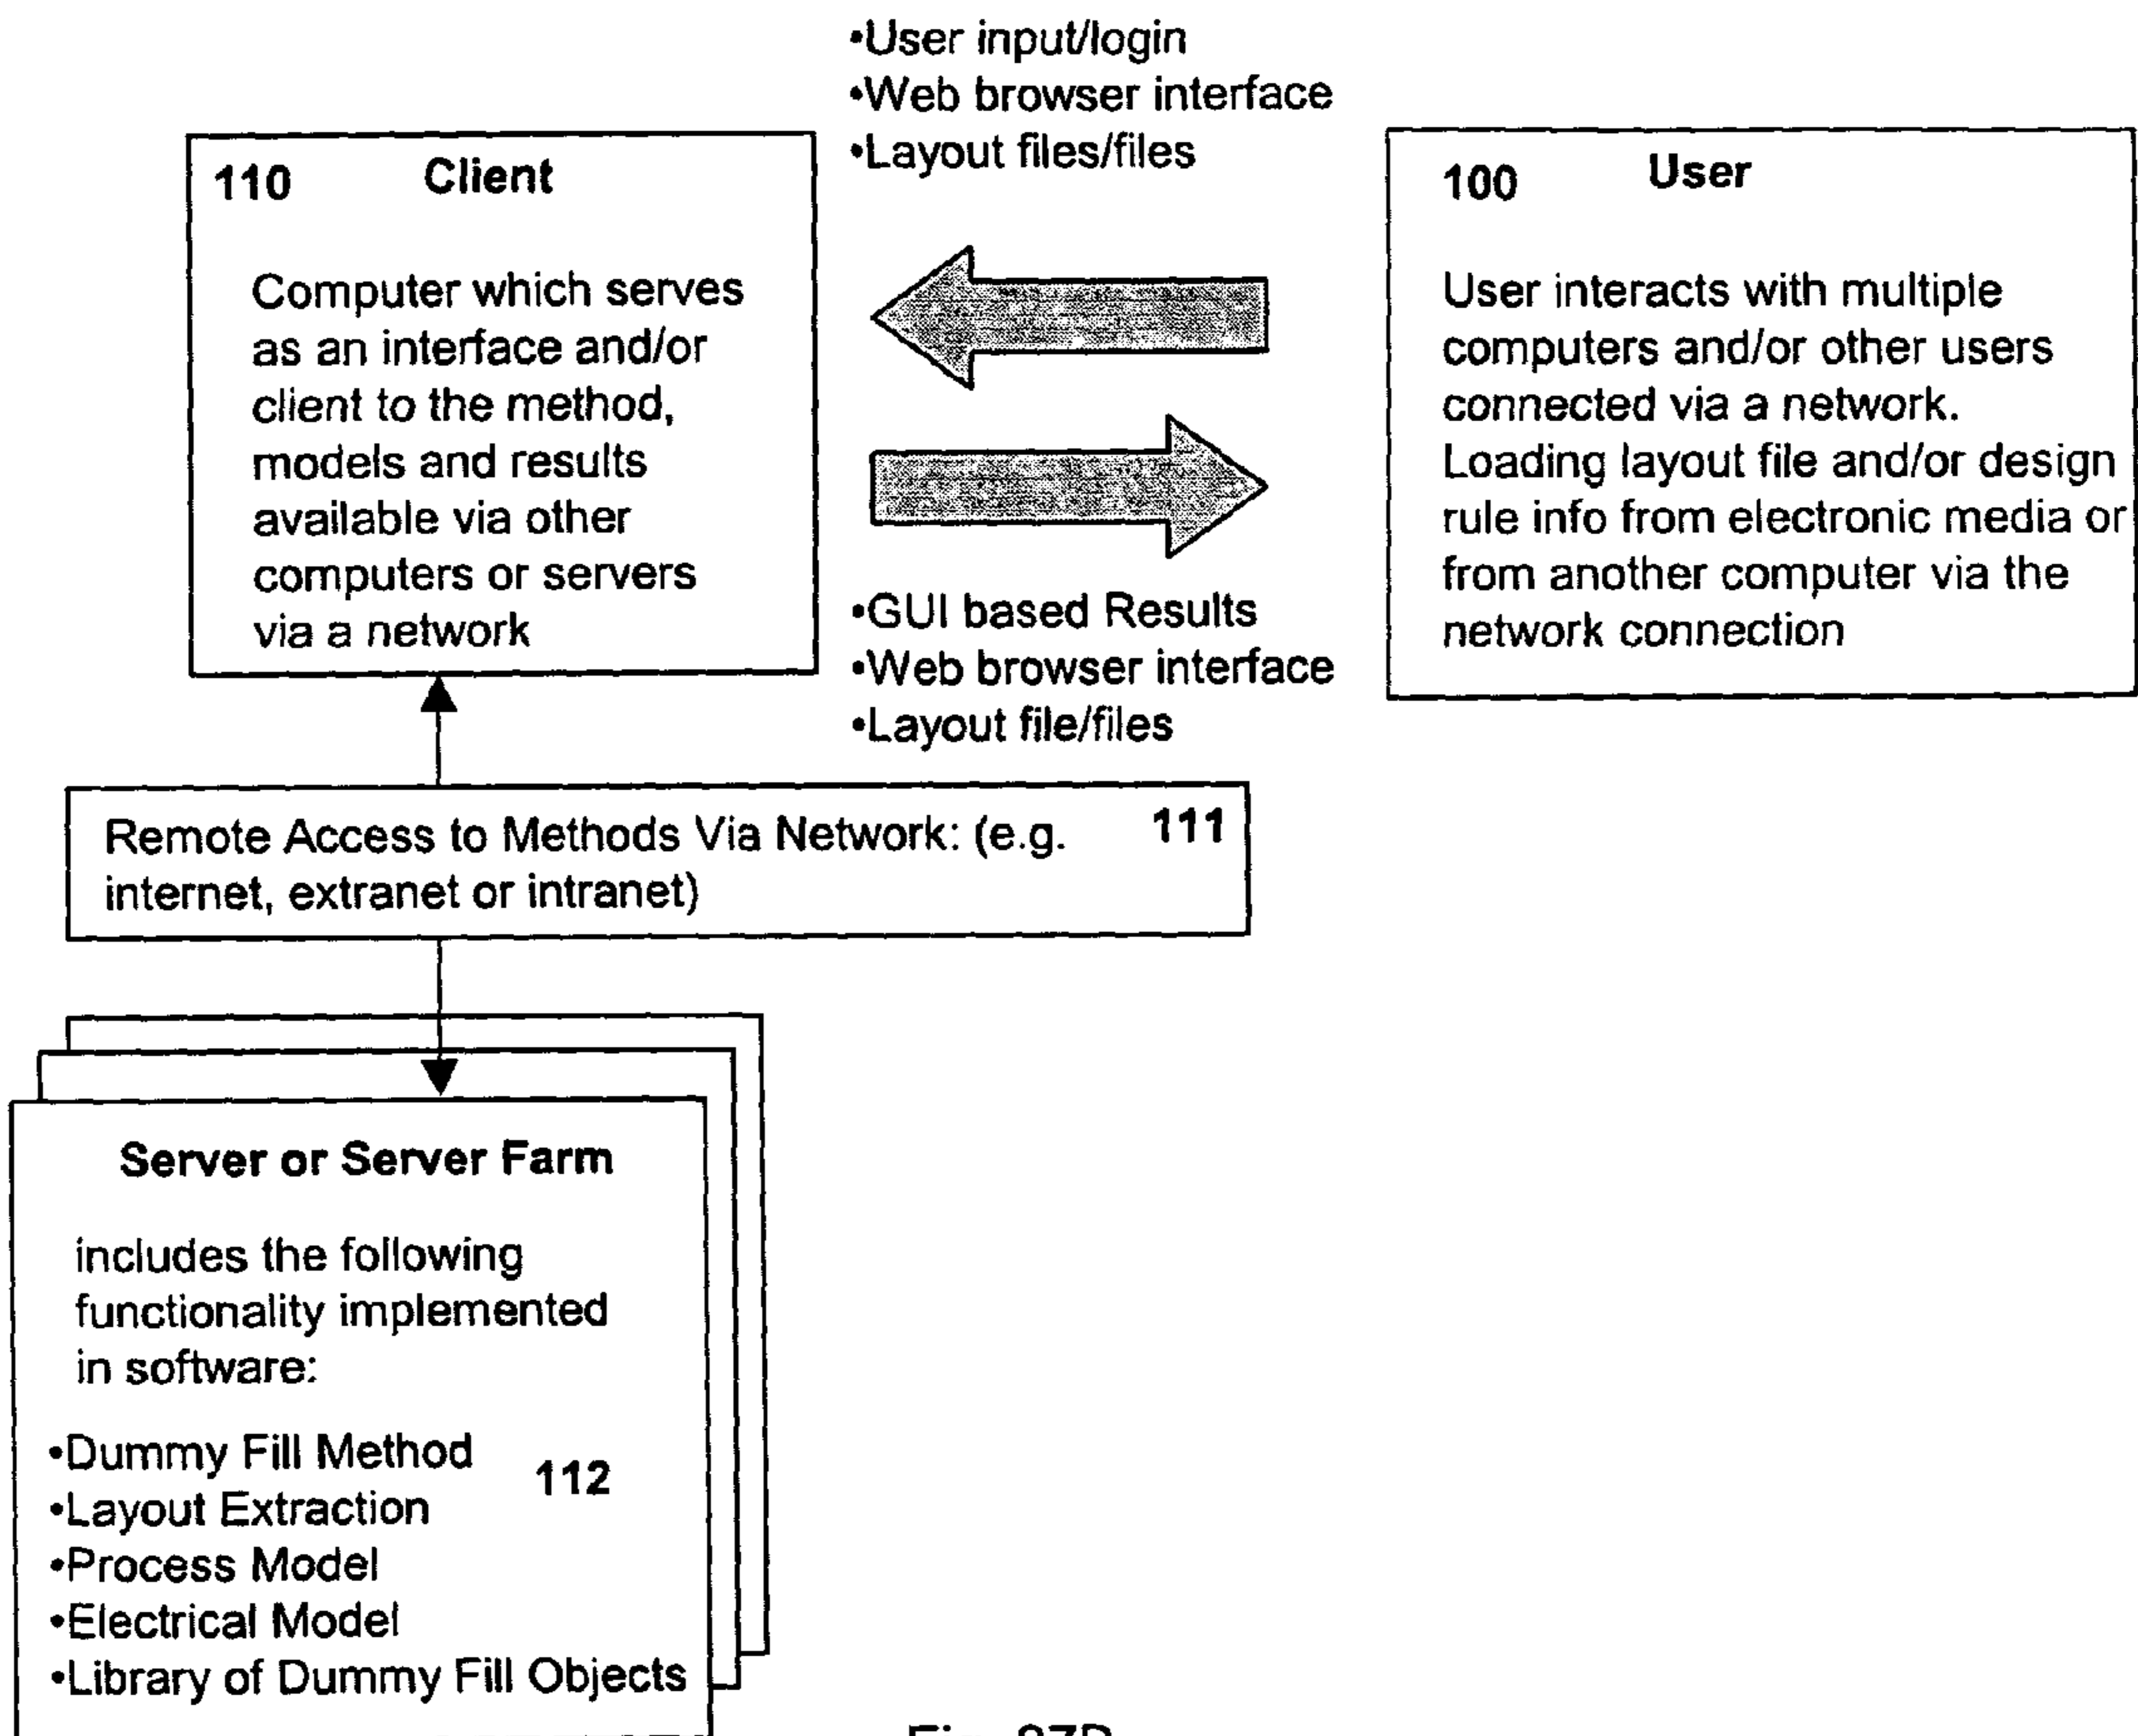 •User input/login
•Web browser interface
•Layout files/files
110 Client
Computer which serves
as an interface and/or
client to the method,
models and results
available via other
computers or servers
via a network
100 User
User interacts with multiple
computers and/or other users
connected via a network.
Loading layout file and/or design
rule info from electronic media or
from another computer via the
network connection
•GUI based Results
•Web browser interface
•Layout file/files
Remote Access to Methods Via Network: (e.g. 111
internet, extranet or intranet)
Server or Server Farm
includes the following
functionality implemented
in software:
•Dummy Fill Method
112
•Layout Extraction
•Process Model
•Electrical Model
•Library of Dummy Fill Objects